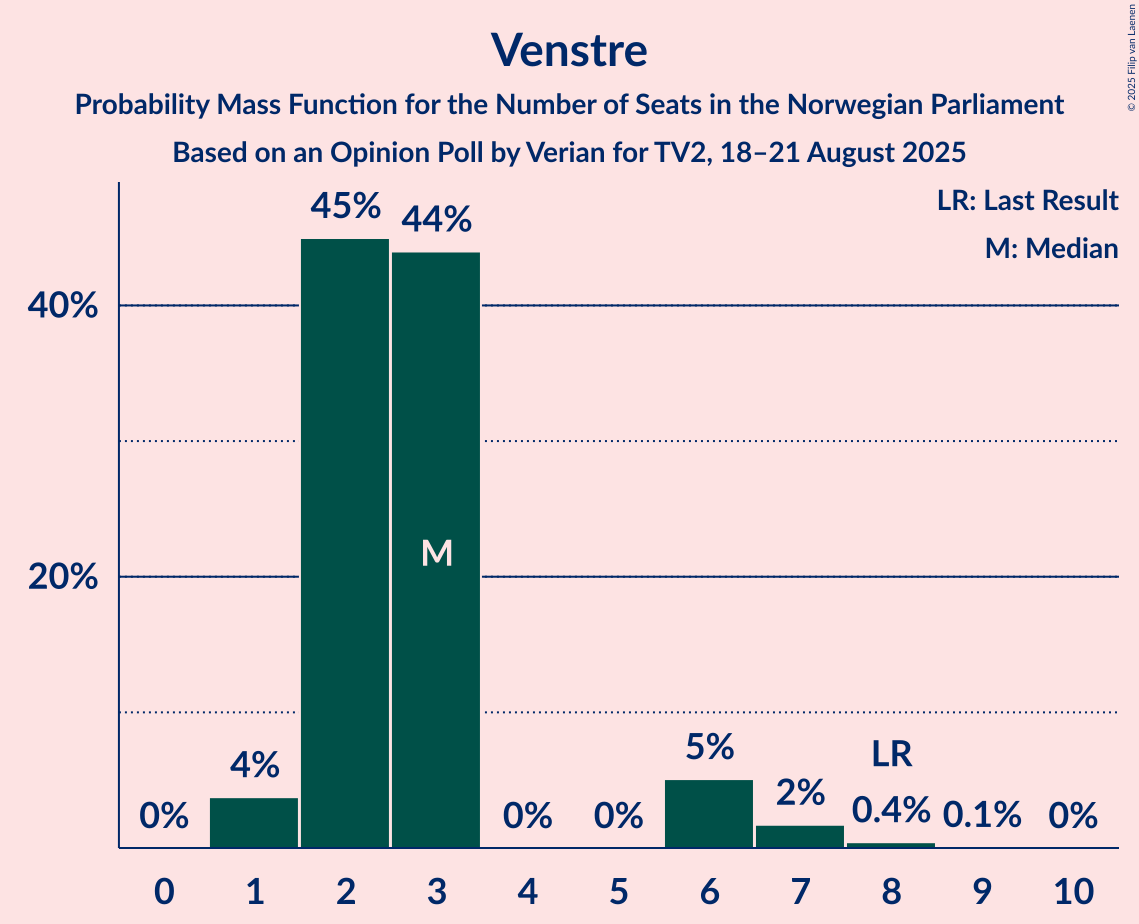 Venstre
Probability Mass Function for the Number of Seats in the Norwegian Parliament
Based on an Opinion Poll by Verian for TV2, 18–21 August 2025
© 2025 Filip van Laenen
LR: Last Result
M: Median
45%
44%
40%
M
20%
5%
LR
4%
2%
0.4%
0%
0%
0%
0.1%
0%
0 1 2 3 4 5 6 7 8 9 10